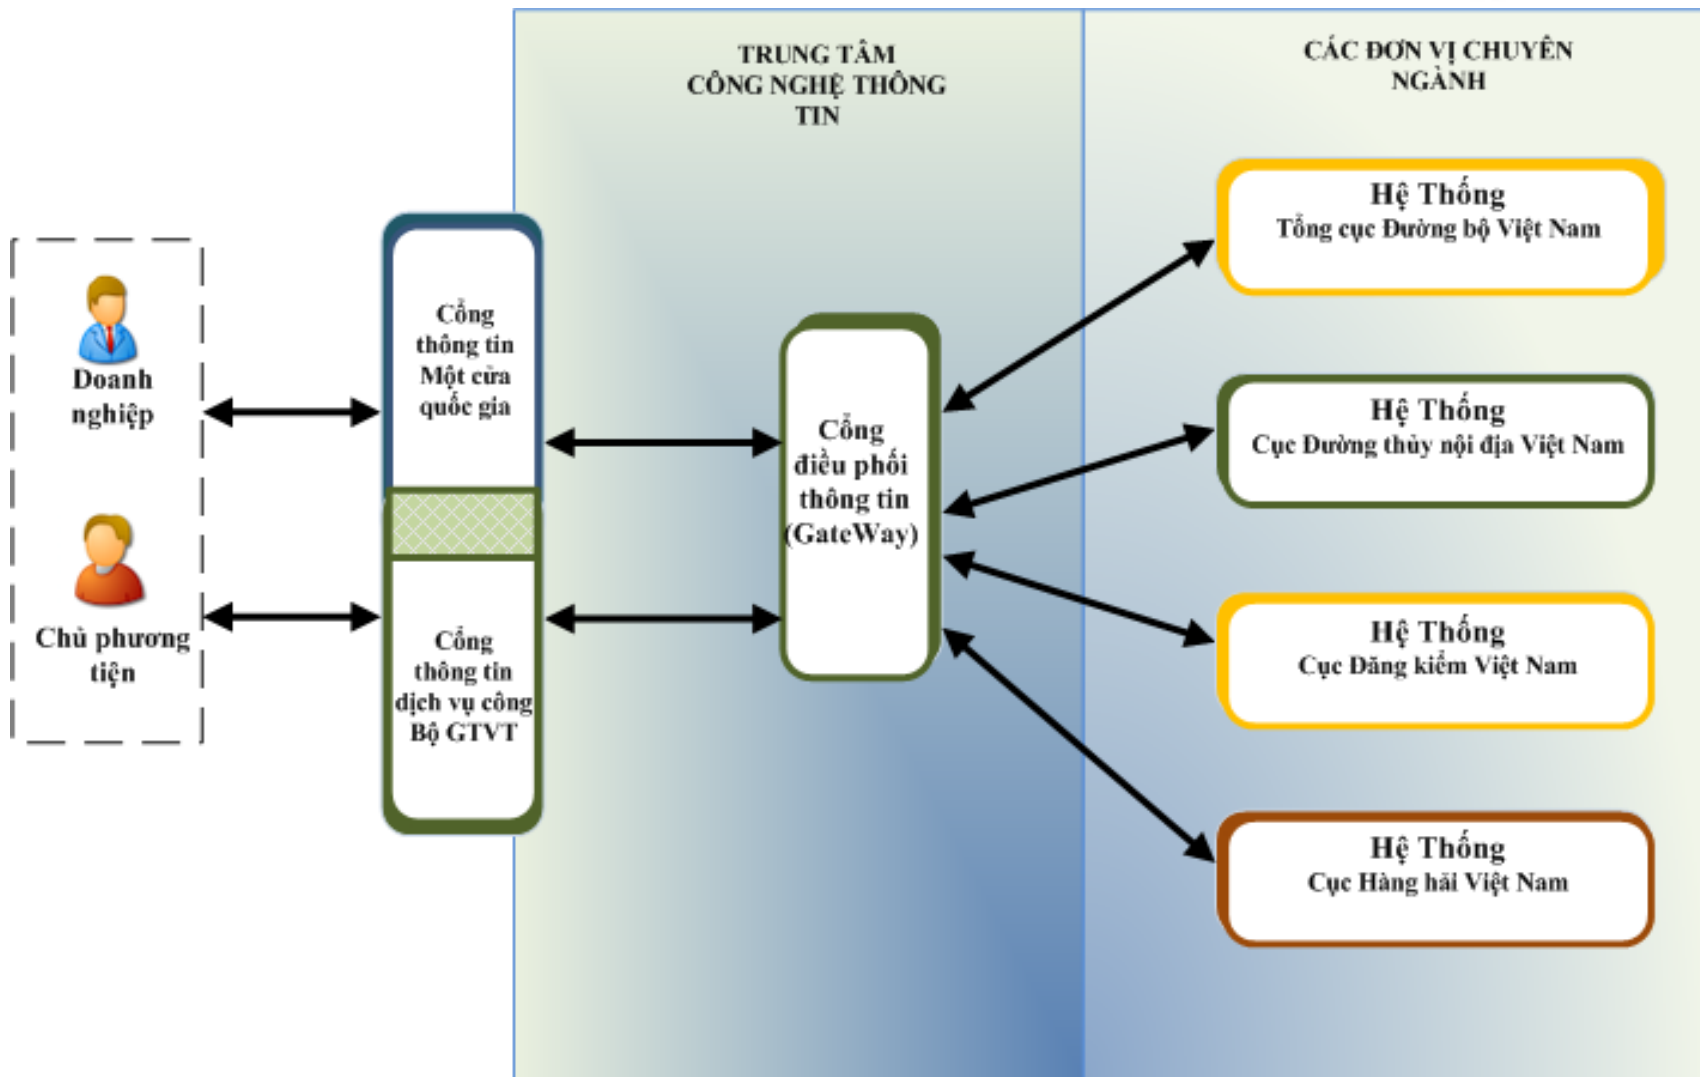 TRUNG TÂM
CÔNG NGHỆ THÔNG
TIN
CÁC ĐƠN VỊ CHUYÊN
NGÀNH
Doanh
nghiệp
Chủ phương
tiện
Cổng
thông tin
Một cửa
quốc gia
Cổng
thông tin
dịch vụ công
Bộ GTVT
Cổng
điều phối
thông tin
(GateWay)
Hệ Thống
Tổng cục Đường bộ Việt Nam
Hệ Thống
Cục Đường thủy nội địa Việt Nam
Hệ Thống
Cục Đăng kiểm Việt Nam
Hệ Thống
Cục Hàng hải Việt Nam